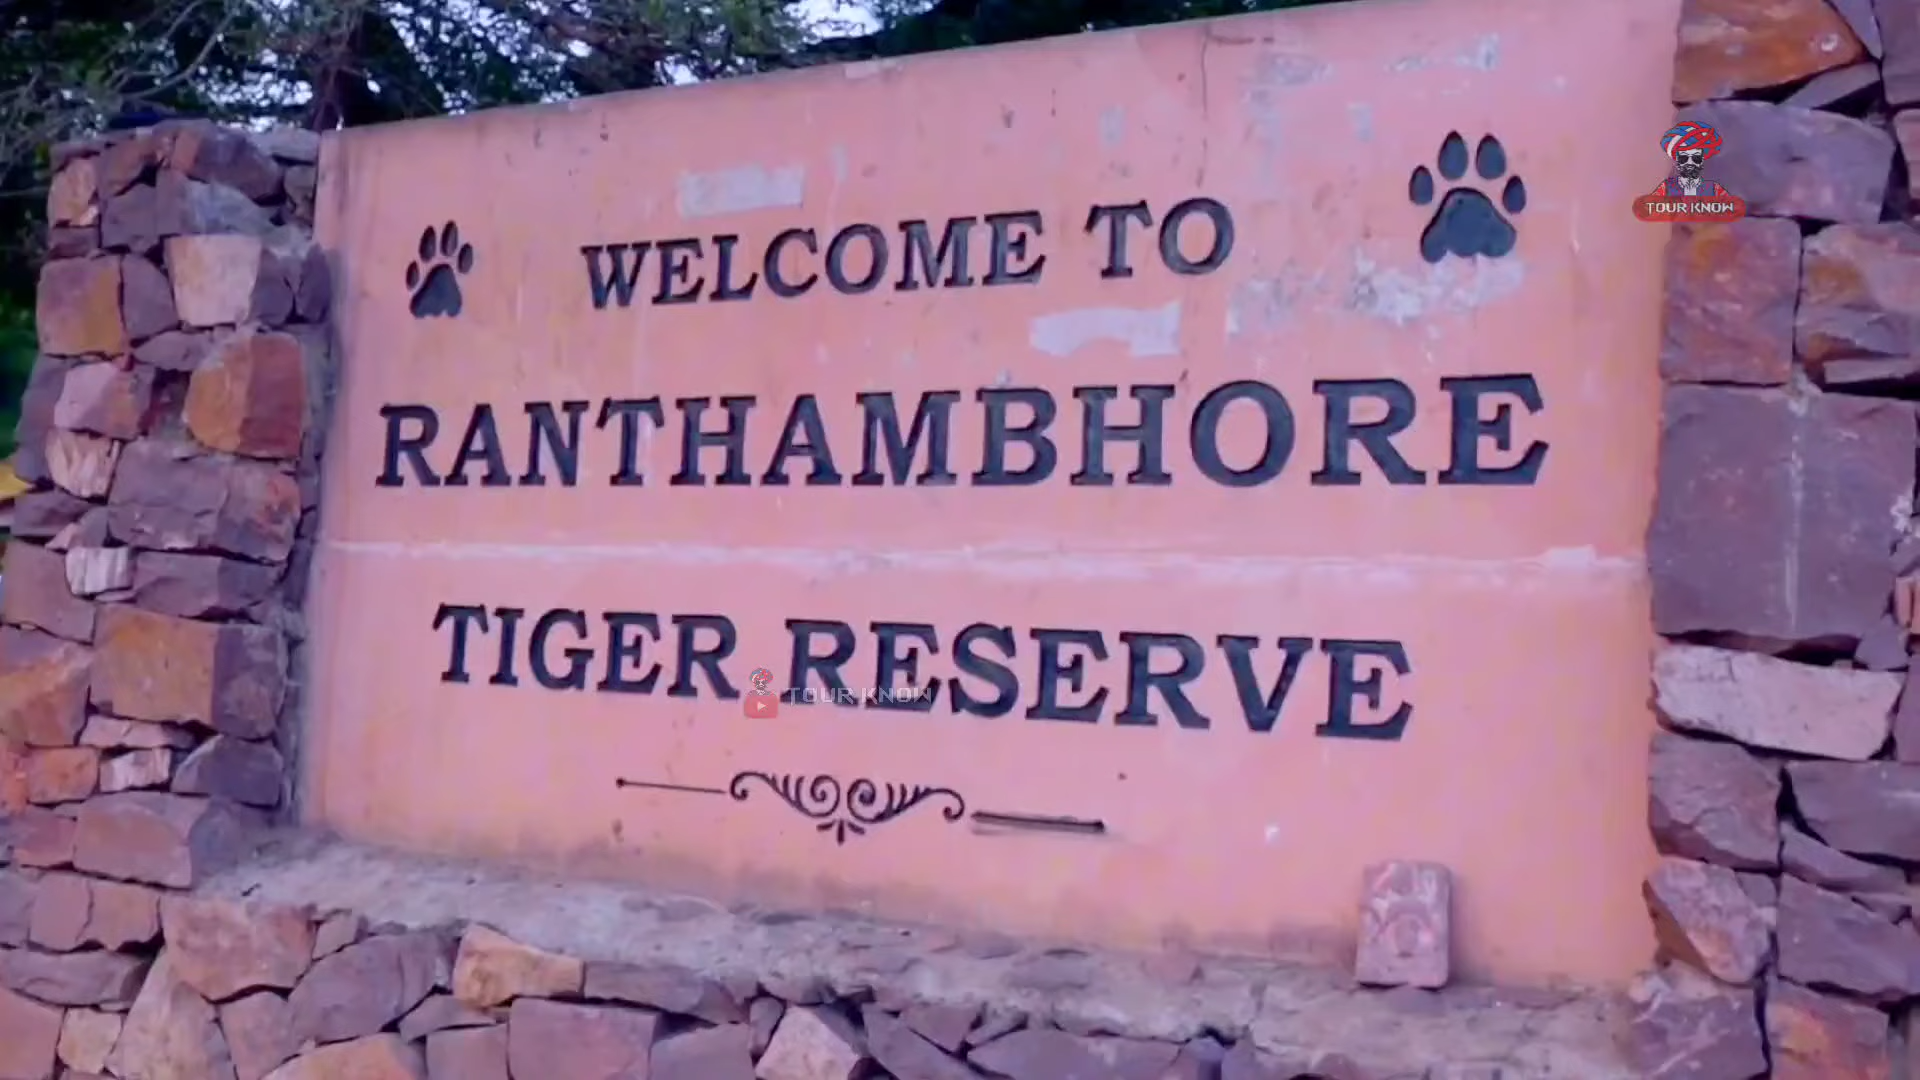 WELCOME TO
RANTHAMBHORE
TIGER RESERVE
TOUR KNOW
TOUR KNOW